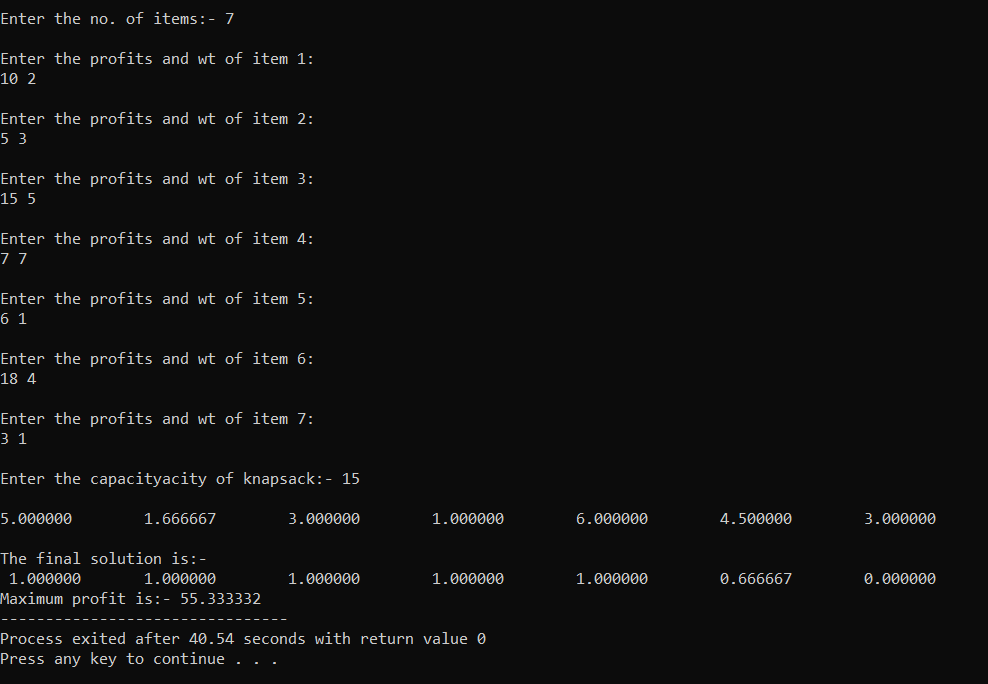 Enter the no. of items:- 7
Enter the profits and wt of item 1:
10 2
Enter the profits and wt of item 2:
5 3
Enter the profits and wt of item 3:
15 5
Enter the profits and wt of item 4:
7 7
Enter the profits and wt of item 5:
6 1
Enter the profits and wt of item 6:
18 4
Enter the profits and wt of item 7:
3 1
Enter the capacityacity of knapsack:- 15
5.000000 1.666667 3.000000 1.000000 6.000000 4.500000 3.000000
The final solution is:-
1.000000 1.000000 1.000000 1.000000 1.000000 0.666667 0.000000
Maximum profit is:- 55.333332
--------------------------------
Process exited after 40.54 seconds with return value 0
Press any key to continue . . .